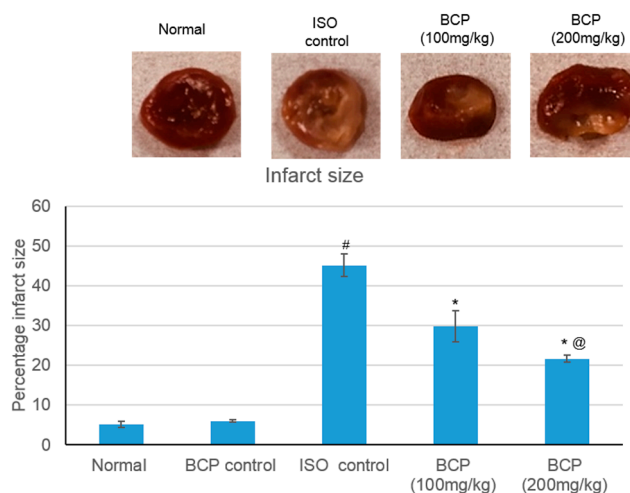 Normal
ISO
control
BCP
(100mg/kg)
BCP
(200mg/kg)
Infarct size
Percentage infarct size
60
50
40
30
20
10
0
#
*
* @
Normal
BCP control
ISO control
BCP
(100mg/kg)
BCP
(200mg/kg)